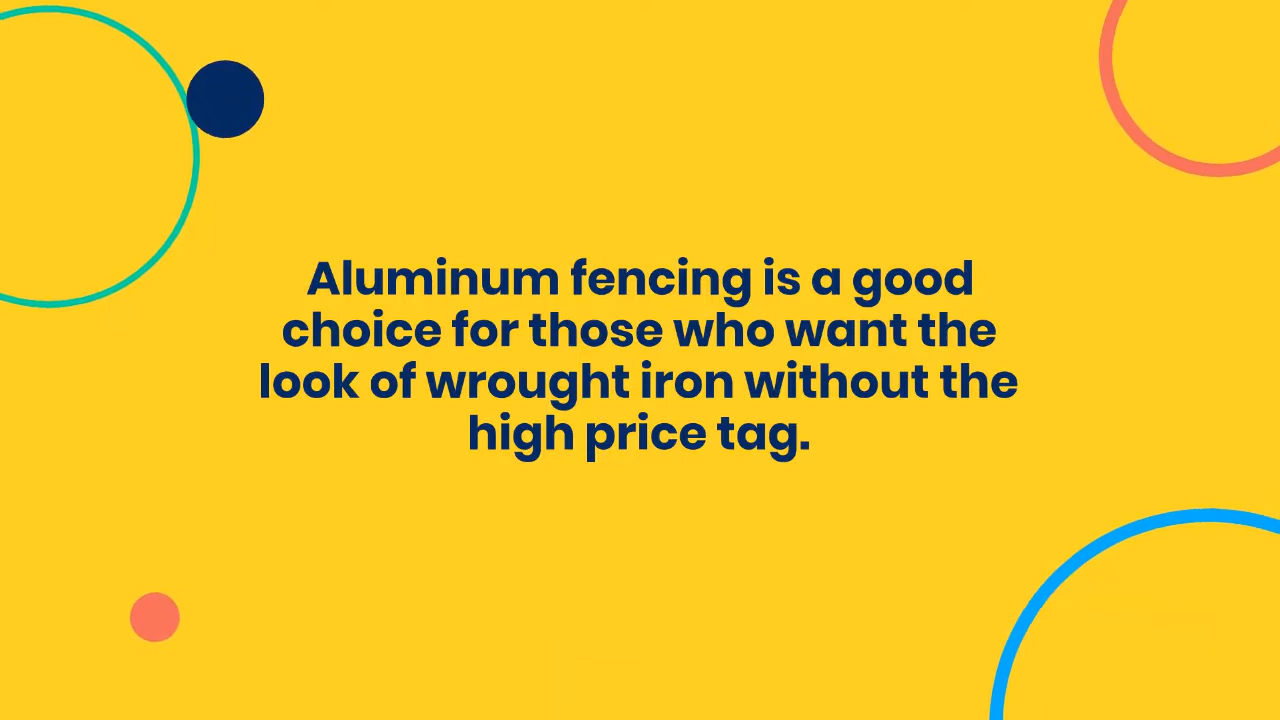 Aluminum fencing is a good
choice for those who want the
look of wrought iron without the
high price tag.